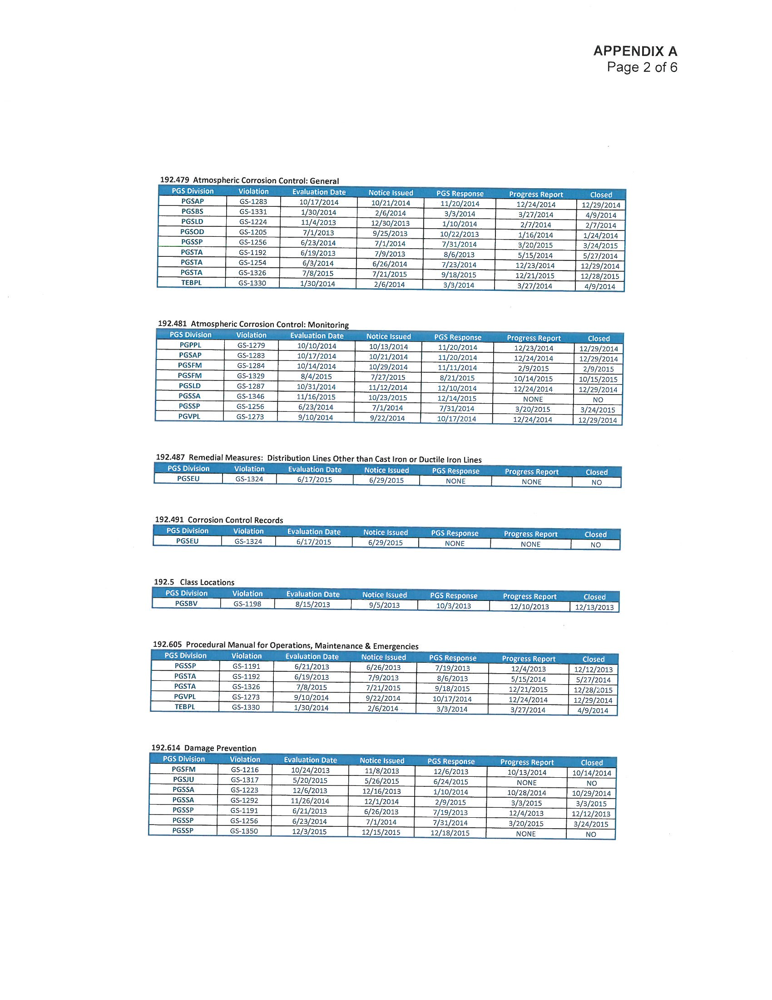 APPENDIX A
Page 2 of 6
192.479 Atmospheric Corrosion Control: General
PGS Division Violation Evaluation Date Notice Issued PGS Response Progress Report Closed
PGSAP GS-1283 10/17/2014 10/21/2014 11/20/2014 12/24/2014 12/29/2014
PGSBS GS-1331 1/30/2014 2/6/2014 3/3/2014 3/27/2014 4/9/2014
PGSLD GS-1224 11/4/2013 12/30/2013 1/10/2014 2/7/2014 2/7/2014
PGSOD GS-1205 7/1/2013 9/25/2013 10/22/2013 1/16/2014 1/24/2014
PGSSP GS-1256 6/23/2014 7/1/2014 7/31/2014 3/20/2015 3/24/2015
PGSTA GS-1192 6/19/2013 7/9/2013 8/6/2013 5/15/2014 5/27/2014
PGSTA GS-1254 6/3/2014 6/26/2014 7/23/2014 12/23/2014 12/29/2014
PGSTA GS-1326 7/8/2015 7/21/2015 9/18/2015 12/21/2015 12/28/2015
TEBPL GS-1330 1/30/2014 2/6/2014 3/3/2014 3/27/2014 4/9/2014
192.481 Atmospheric Corrosion Control: Monitoring
PGS Division Violation Evaluation Date Notice Issued PGS Response Progress Report Closed
PGPPL GS-1279 10/10/2014 10/13/2014 11/20/2014 12/23/2014 12/29/2014
PGSAP GS-1283 10/17/2014 10/21/2014 11/20/2014 12/24/2014 12/29/2014
PGSFM GS-1284 10/14/2014 10/29/2014 11/11/2014 2/9/2015 2/9/2015
PGSFM GS-1329 8/4/2015 7/27/2015 8/21/2015 10/14/2015 10/15/2015
PGSLD GS-1287 10/31/2014 11/12/2014 12/10/2014 12/24/2014 12/29/2014
PGSSA GS-1346 11/16/2015 10/23/2015 12/14/2015 NONE NO
PGSSP GS-1256 6/23/2014 7/1/2014 7/31/2014 3/20/2015 3/24/2015
PGVPL GS-1273 9/10/2014 9/22/2014 10/17/2014 12/24/2014 12/29/2014
192.487 Remedial Measures: Distribution Lines Other than Cast Iron or Ductile Iron Lines
PGS Division Violation Evaluation Date Notice Issued PGS Response Progress Report Closed
PGSEU GS-1324 6/17/2015 6/29/2015 NONE NONE NO
192.491 Corrosion Control Records
PGS Division Violation Evaluation Date Notice Issued PGS Response Progress Report Closed
PGSEU GS-1324 6/17/2015 6/29/2015 NONE NONE NO
192.5 Class Locations
PGS Division Violation Evaluation Date Notice Issued PGS Response Progress Report Closed
PGSBV GS-1198 8/15/2013 9/5/2013 10/3/2013 12/10/2013 12/13/2013
192.605 Procedural Manual for Operations, Maintenance & Emergencies
PGS Division Violation Evaluation Date Notice Issued PGS Response Progress Report Closed
PGSSP GS-1191 6/21/2013 6/26/2013 7/19/2013 12/4/2013 12/12/2013
PGSTA GS-1192 6/19/2013 7/9/2013 8/6/2013 5/15/2014 5/27/2014
PGSTA GS-1326 7/8/2015 7/21/2015 9/18/2015 12/21/2015 12/28/2015
PGVPL GS-1273 9/10/2014 9/22/2014 10/17/2014 12/24/2014 12/29/2014
TEBPL GS-1330 1/30/2014 2/6/2014 3/3/2014 3/27/2014 4/9/2014
192.614 Damage Prevention
PGS Division Violation Evaluation Date Notice Issued PGS Response Progress Report Closed
PGSFM GS-1216 10/24/2013 11/8/2013 12/6/2013 10/13/2014 10/14/2014
PGSJU GS-1317 5/20/2015 5/26/2015 6/24/2015 NONE NO
PGSSA GS-1223 12/6/2013 12/16/2013 1/10/2014 10/28/2014 10/29/2014
PGSSA GS-1292 11/26/2014 12/1/2014 2/9/2015 3/3/2015 3/3/2015
PGSSP GS-1191 6/21/2013 6/26/2013 7/19/2013 12/4/2013 12/12/2013
PGSSP GS-1256 6/23/2014 7/1/2014 7/31/2014 3/20/2015 3/24/2015
PGSSP GS-1350 12/3/2015 12/15/2015 12/18/2015 NONE NO